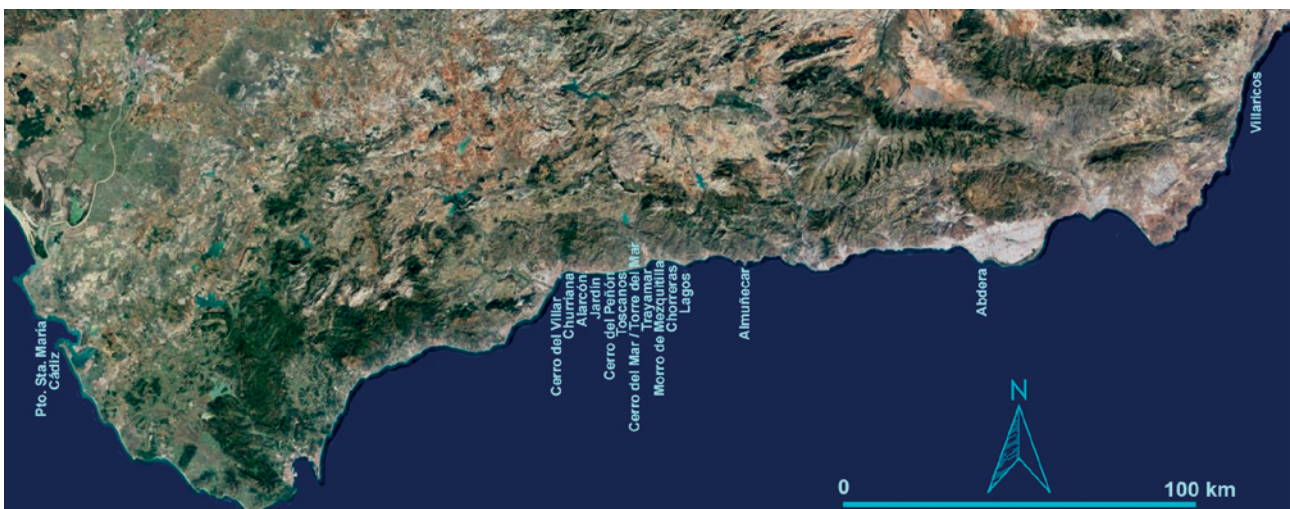 Pto. Sta. María
Cádiz
Cerro del Villar
Churriana
Alarcón
Jardín
Cerro del Peñón
Toscanos
Cerro del Mar / Torre del Mar
Trayamar
Morro de Mezquitilla
Chorreras
Lagos
Almuñecar
Abdera
Villaricos
N
0
100 km